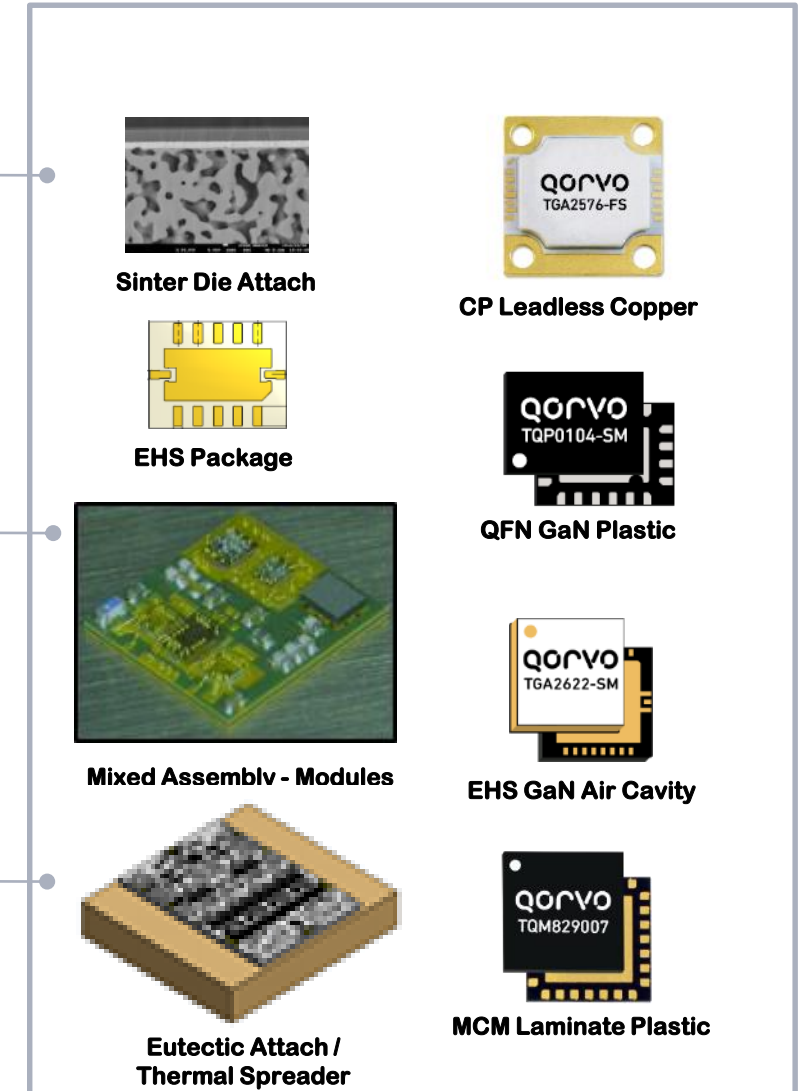 Sinter Die Attach
QORVO
TGA2576-FS
CP Leadless Copper
EHS Package
QORVO
TQP0104-SM
QFN GaN Plastic
Mixed Assembly - Modules
QORVO
TGA2622-SM
EHS GaN Air Cavity
Eutectic Attach /
Thermal Spreader
QORVO
TQM829007
MCM Laminate Plastic